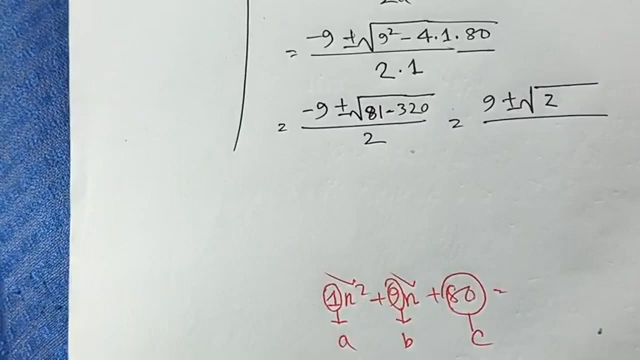 = (-9 ± √(9² - 4·1·80)) / (2·1)
= (-9 ± √(81-320)) / 2 = 9 ± √2
1n² + 9n + 80 =
a b c